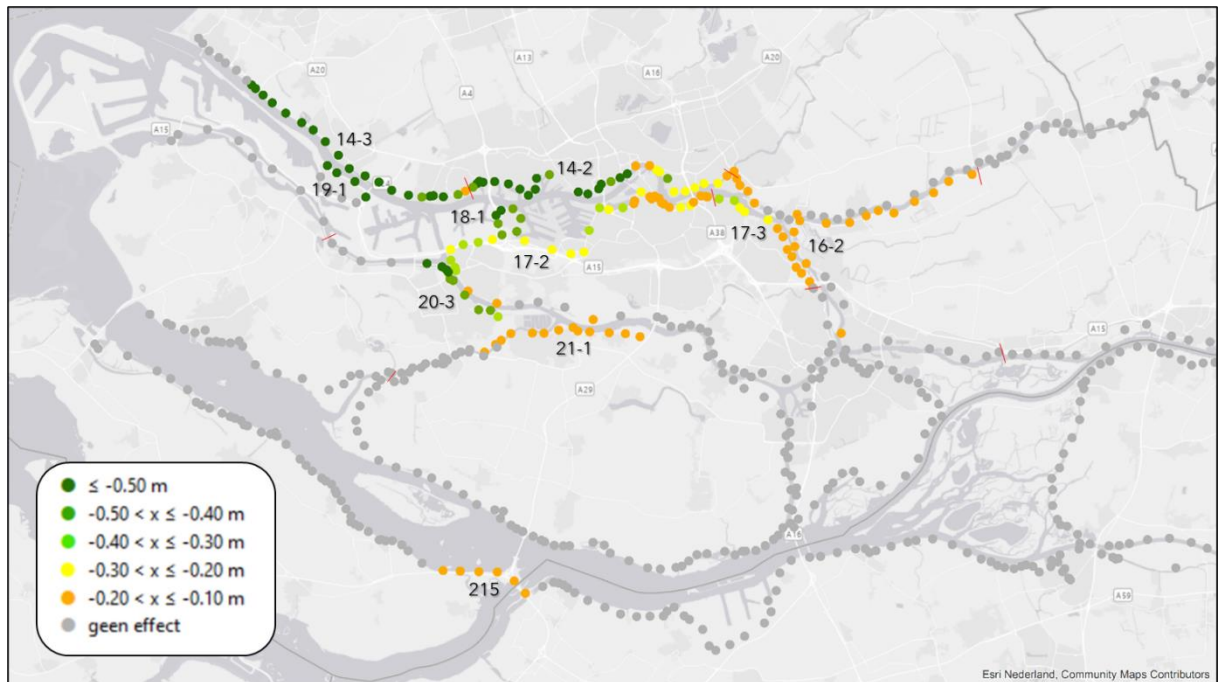 A20
A13
A16
A20
A4
A15
14-3
14-2
19-1
18-1
17-3
A38
16-2
17-2
A15
20-3
21-1
A15
A29
A16
215
A59
≤ -0.50 m
-0.50 < x ≤ -0.40 m
-0.40 < x ≤ -0.30 m
-0.30 < x ≤ -0.20 m
-0.20 < x ≤ -0.10 m
geen effect
Esri Nederland, Community Maps Contributors